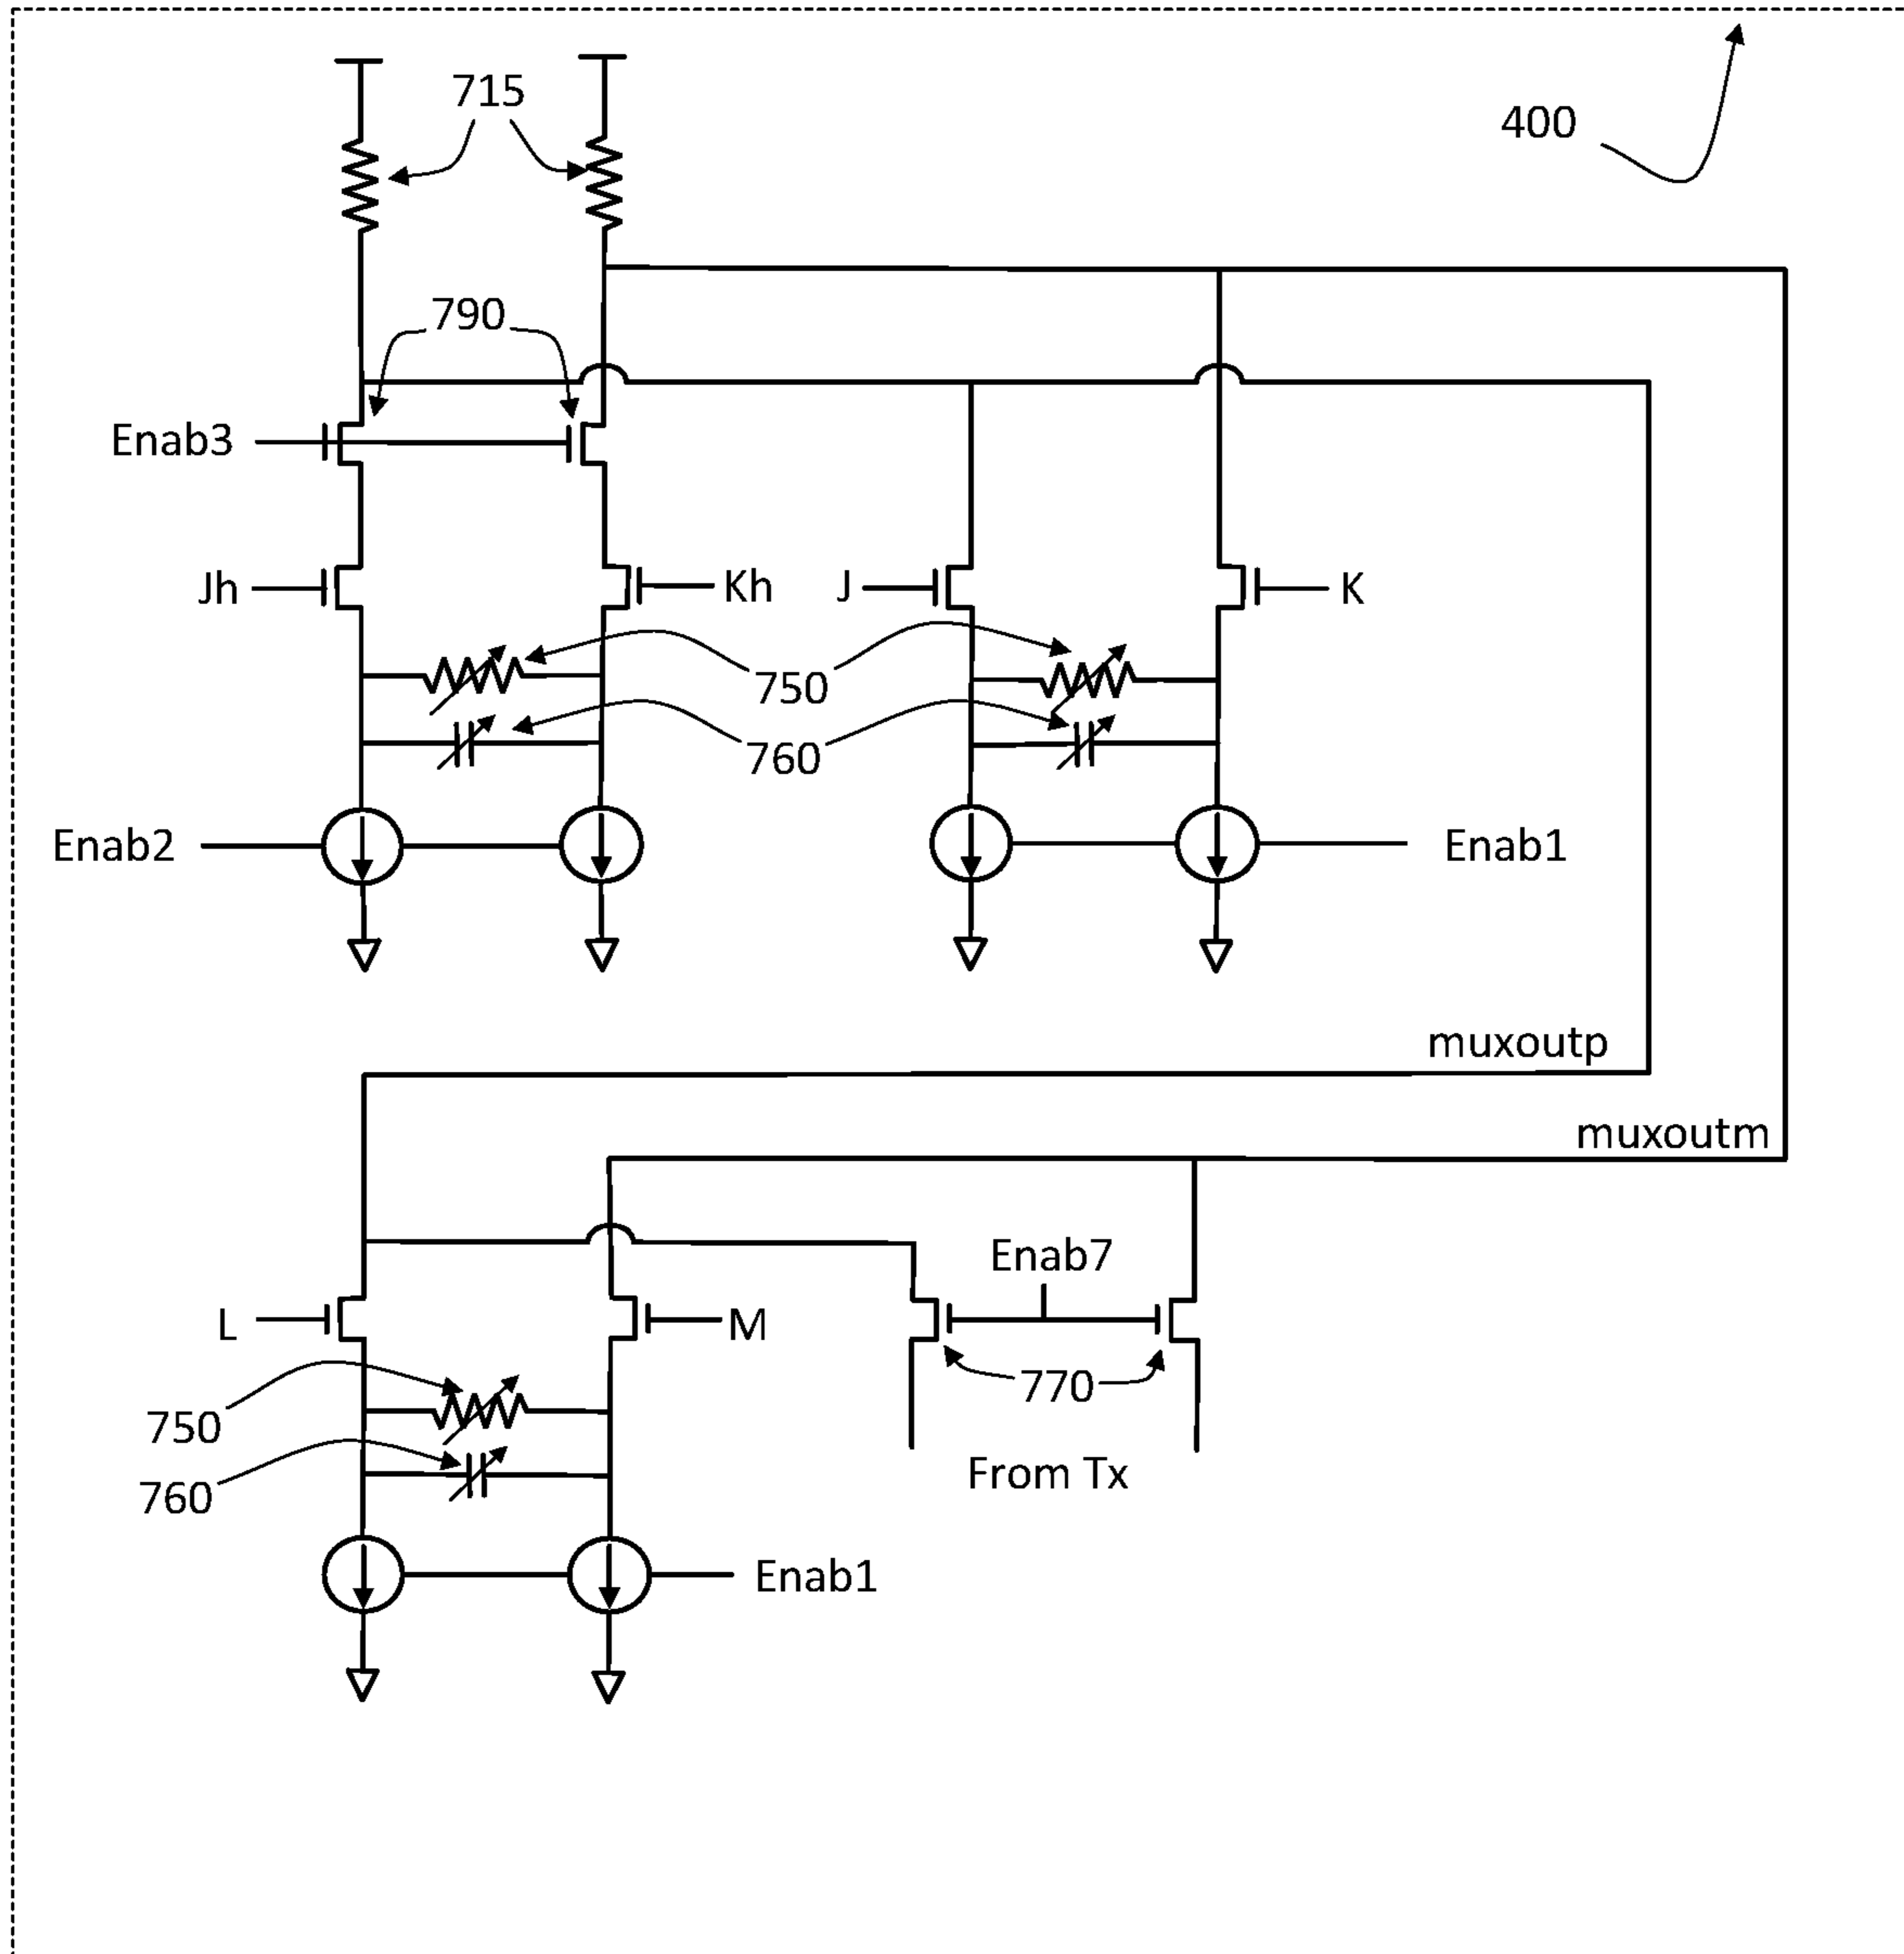 715
400
790
Enab3
Jh
Kh
J
K
750
760
Enab2
Enab1
muxoutp
muxoutm
Enab7
L
M
770
750
From Tx
760
Enab1